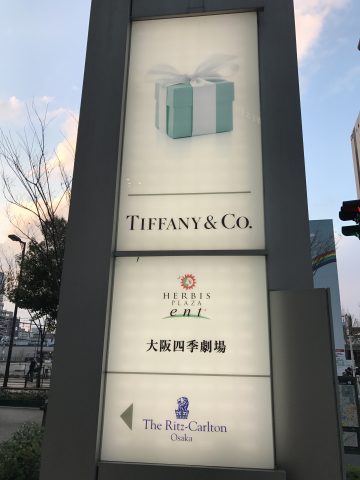 TIFFANY & CO.
HERBIS
PLAZA
ent
大阪四季劇場
The Ritz-Carlton
Osaka